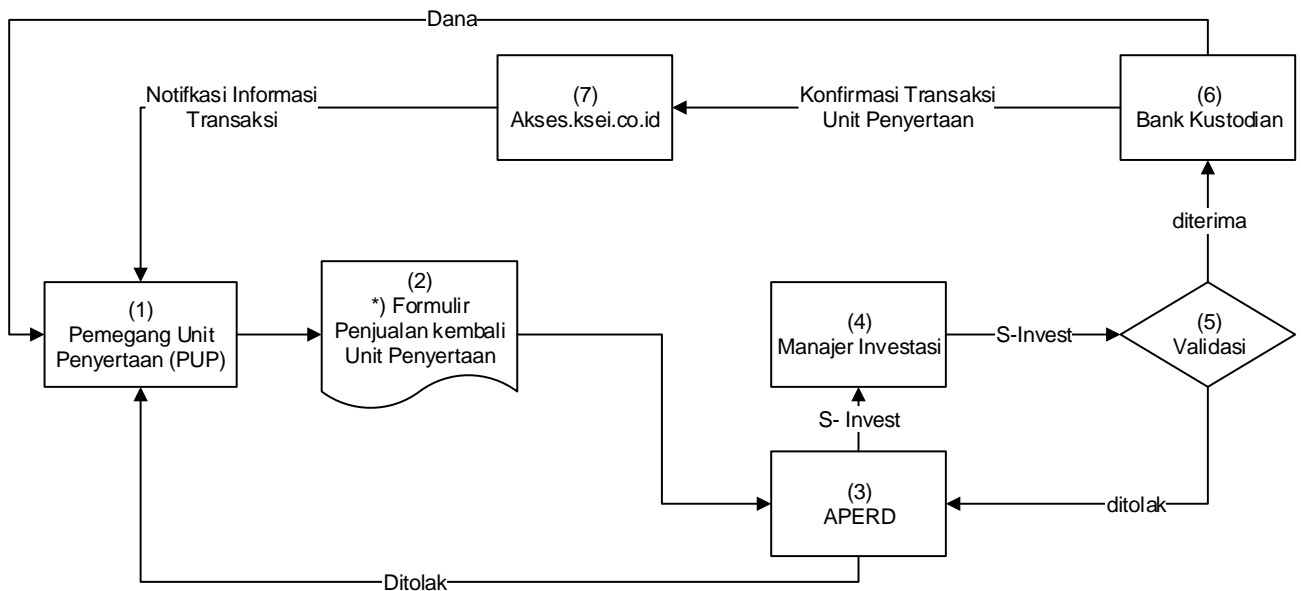 Dana
(7)
Akses.ksei.co.id
(6)
Bank Kustodian
Notifkasi Informasi
Transaksi
Konfirmasi Transaksi
Unit Penyertaan
diterima
(1)
Pemegang Unit
Penyertaan (PUP)
(2)
*) Formulir
Penjualan kembali
Unit Penyertaan
(4)
Manajer Investasi
S-Invest
(5)
Validasi
S- Invest
(3)
APERD
ditolak
Ditolak